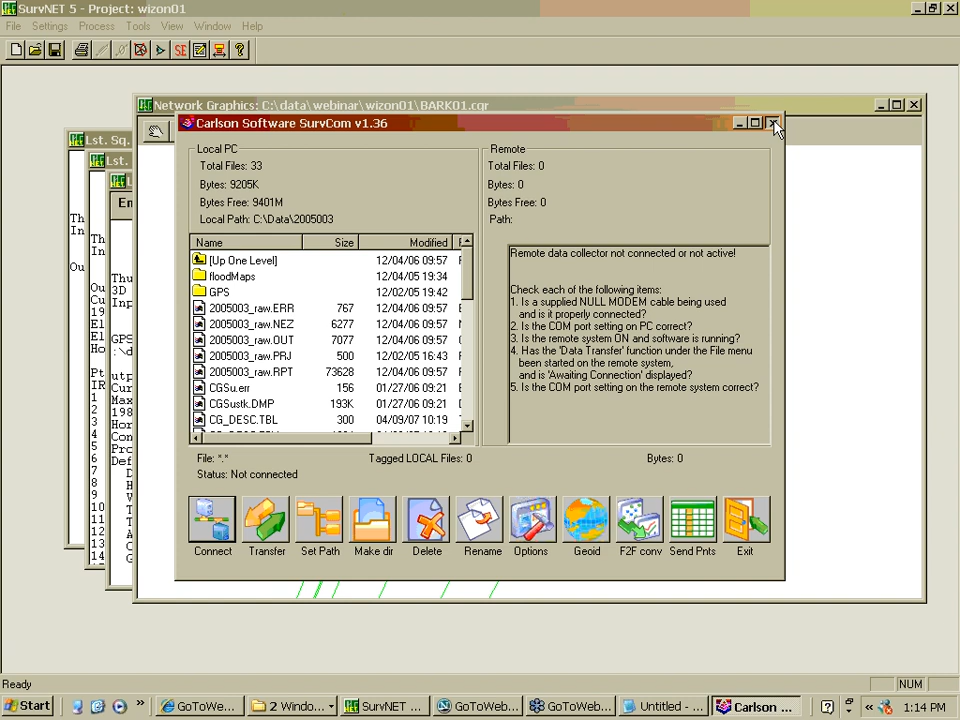 SurvNET 5 - Project: wizon01
File Settings Process Tools View Window Help
SE
Network Graphics: C:\data\webinar\wizon01\BARK01.cgr
Carlson Software SurvCom v1.36
Lst. Sq.
Lst.
Local PC
Total Files: 33
Bytes: 9205K
Bytes Free: 9401M
Local Path: C:\Data\2005003
Remote
Total Files: 0
Bytes: 0
Bytes Free: 0
Path:
Name Size Modified
[Up One Level] 12/04/06 09:57
floodMaps 12/04/05 19:34
GPS 12/02/05 19:42
2005003_raw.ERR 767 12/04/06 09:57
2005003_raw.NEZ 6277 12/04/06 09:57
2005003_raw.OUT 7077 12/04/06 09:57
2005003_raw.PRJ 500 12/02/05 16:43
2005003_raw.RPT 73628 12/04/06 09:57
CGSu.err 156 01/27/06 09:21
CGSustk.DMP 193K 01/27/06 09:21
CG_DESC.TBL 300 04/09/07 10:19
Remote data collector not connected or not active!
Check each of the following items:
1. Is a supplied NULL MODEM cable being used
and is it properly connected?
2. Is the COM port setting on PC correct?
3. Is the remote system ON and software is running?
4. Has the 'Data Transfer' function under the File menu
been started on the remote system,
and is 'Awaiting Connection' displayed?
5. Is the COM port setting on the remote system correct?
File: *.*
Tagged LOCAL Files: 0
Bytes: 0
Status: Not connected
Connect Transfer Set Path Make dir Delete Rename Options Geoid F2F conv Send Pnts Exit
Ready
NUM
Start
2 Windo...
SurvNET ...
GoToWeb...
GoToWeb...
Untitled - ...
Carlson ...
1:14 PM